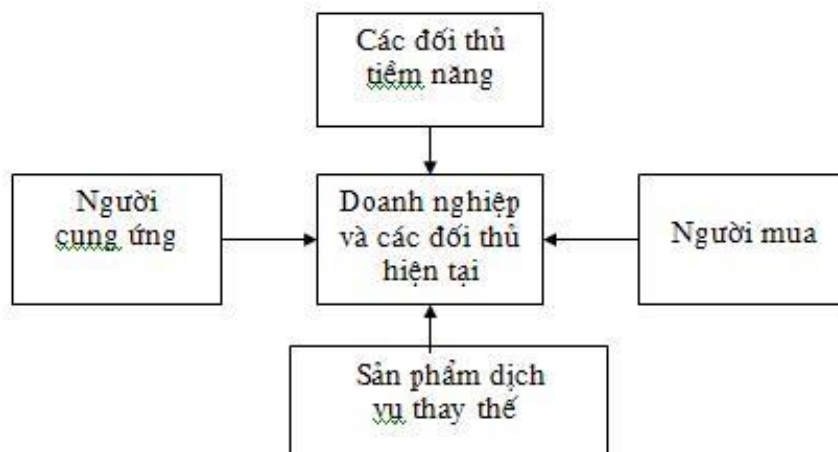 Các đối thủ
tiềm năng
Người
cung ứng
Doanh nghiệp
và các đối thủ
hiện tại
Người mua
Sản phẩm dịch
vụ thay thế